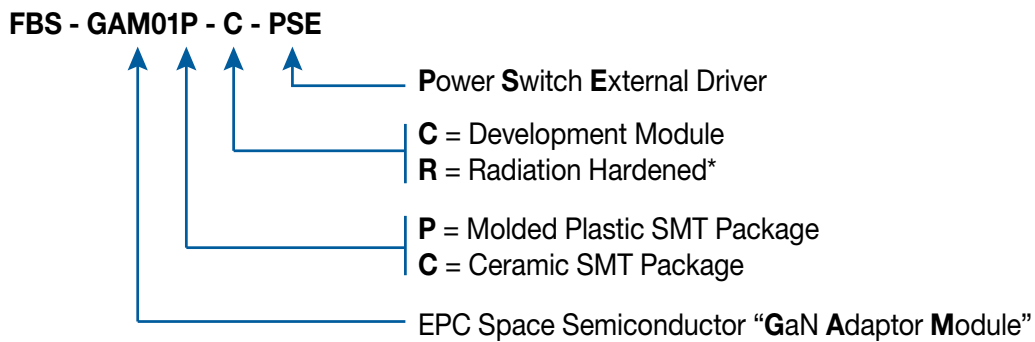 FBS - GAM01P - C - PSE
Power Switch External Driver
C = Development Module
R = Radiation Hardened*
P = Molded Plastic SMT Package
C = Ceramic SMT Package
EPC Space Semiconductor “GaN Adaptor Module”